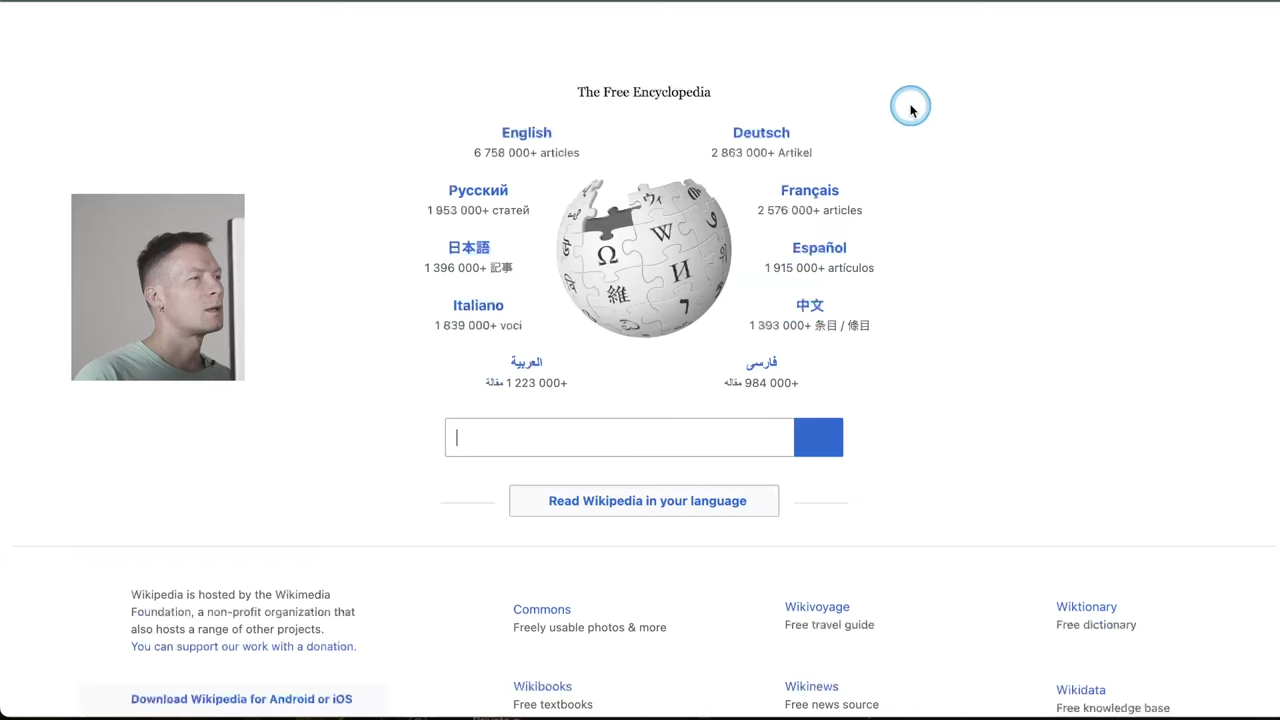 The Free Encyclopedia
English
6 758 000+ articles
Deutsch
2 863 000+ Artikel
Русский
1 953 000+ статей
Français
2 576 000+ articles
日本語
1 396 000+ 記事
Español
1 915 000+ artículos
Italiano
1 839 000+ voci
中文
1 393 000+ 条目 / 條目
العربية
1 223 000+ مقالة
فارسی
984 000+ مقاله
Ω
W
И
維
ウィ
7
Read Wikipedia in your language
Wikipedia is hosted by the Wikimedia
Foundation, a non-profit organization that
also hosts a range of other projects.
You can support our work with a donation.
Download Wikipedia for Android or iOS
Commons
Freely usable photos & more
Wikivoyage
Free travel guide
Wiktionary
Free dictionary
Wikibooks
Free textbooks
Wikinews
Free news source
Wikidata
Free knowledge base